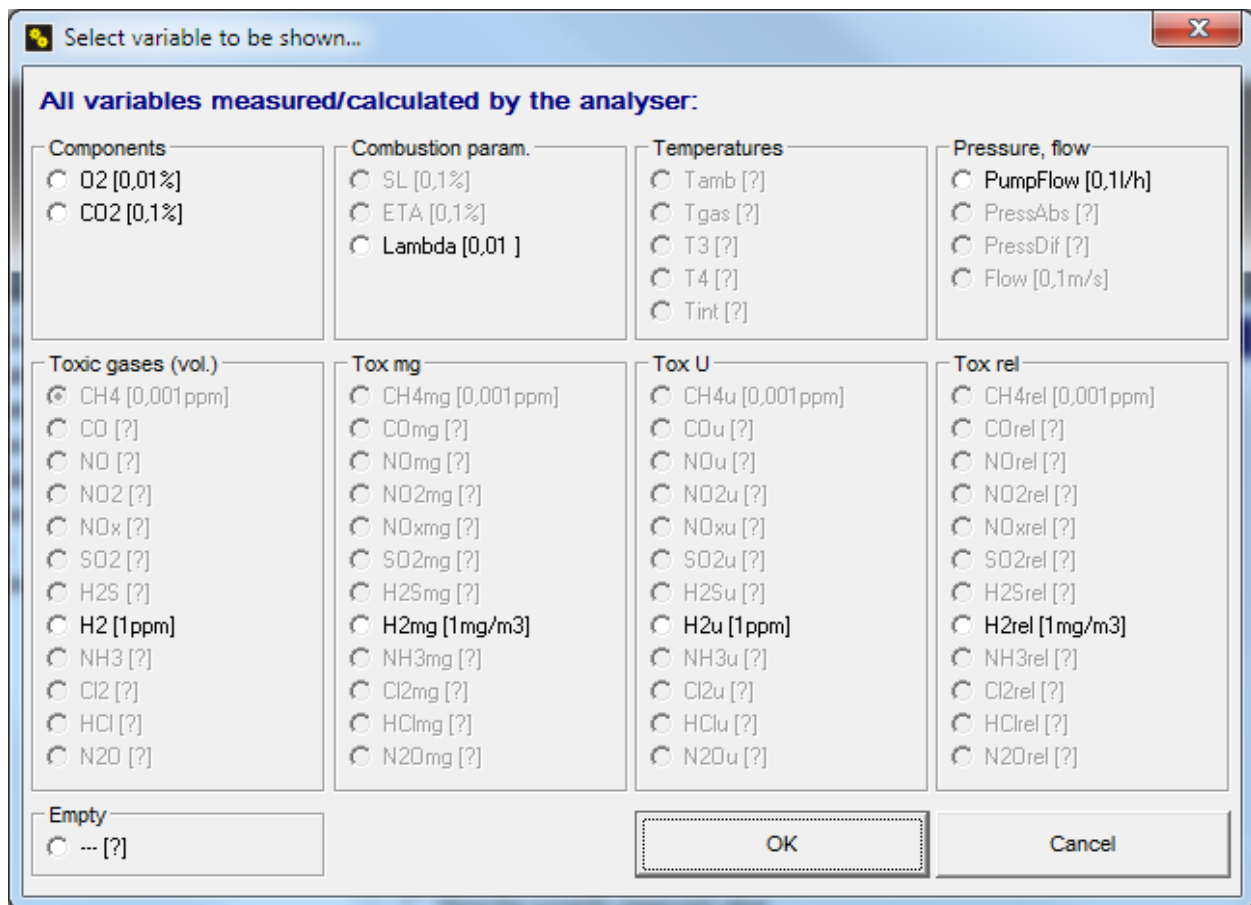 Select variable to be shown...
All variables measured/calculated by the analyser:
Components
O2 [0,01%]
CO2 [0,1%]
Combustion param.
SL [0,1%]
ETA [0,1%]
Lambda [0,01 ]
Temperatures
Tamb [?]
Tgas [?]
T3 [?]
T4 [?]
Tint [?]
Pressure, flow
PumpFlow [0,1l/h]
PressAbs [?]
PressDif [?]
Flow [0,1m/s]
Toxic gases (vol.)
CH4 [0,001ppm]
CO [?]
NO [?]
NO2 [?]
NOx [?]
SO2 [?]
H2S [?]
H2 [1ppm]
NH3 [?]
Cl2 [?]
HCl [?]
N2O [?]
Tox mg
CH4mg [0,001ppm]
COmg [?]
NOmg [?]
NO2mg [?]
NOxmg [?]
SO2mg [?]
H2Smg [?]
H2mg [1mg/m3]
NH3mg [?]
Cl2mg [?]
HClmg [?]
N2Omg [?]
Tox U
CH4u [0,001ppm]
COu [?]
NOu [?]
NO2u [?]
NOxu [?]
SO2u [?]
H2Su [?]
H2u [1ppm]
NH3u [?]
Cl2u [?]
HClu [?]
N2Ou [?]
Tox rel
CH4rel [0,001ppm]
COrel [?]
NOrel [?]
NO2rel [?]
NOxrel [?]
SO2rel [?]
H2Srel [?]
H2rel [1mg/m3]
NH3rel [?]
Cl2rel [?]
HClrel [?]
N2Orel [?]
Empty
--- [?]
OK
Cancel